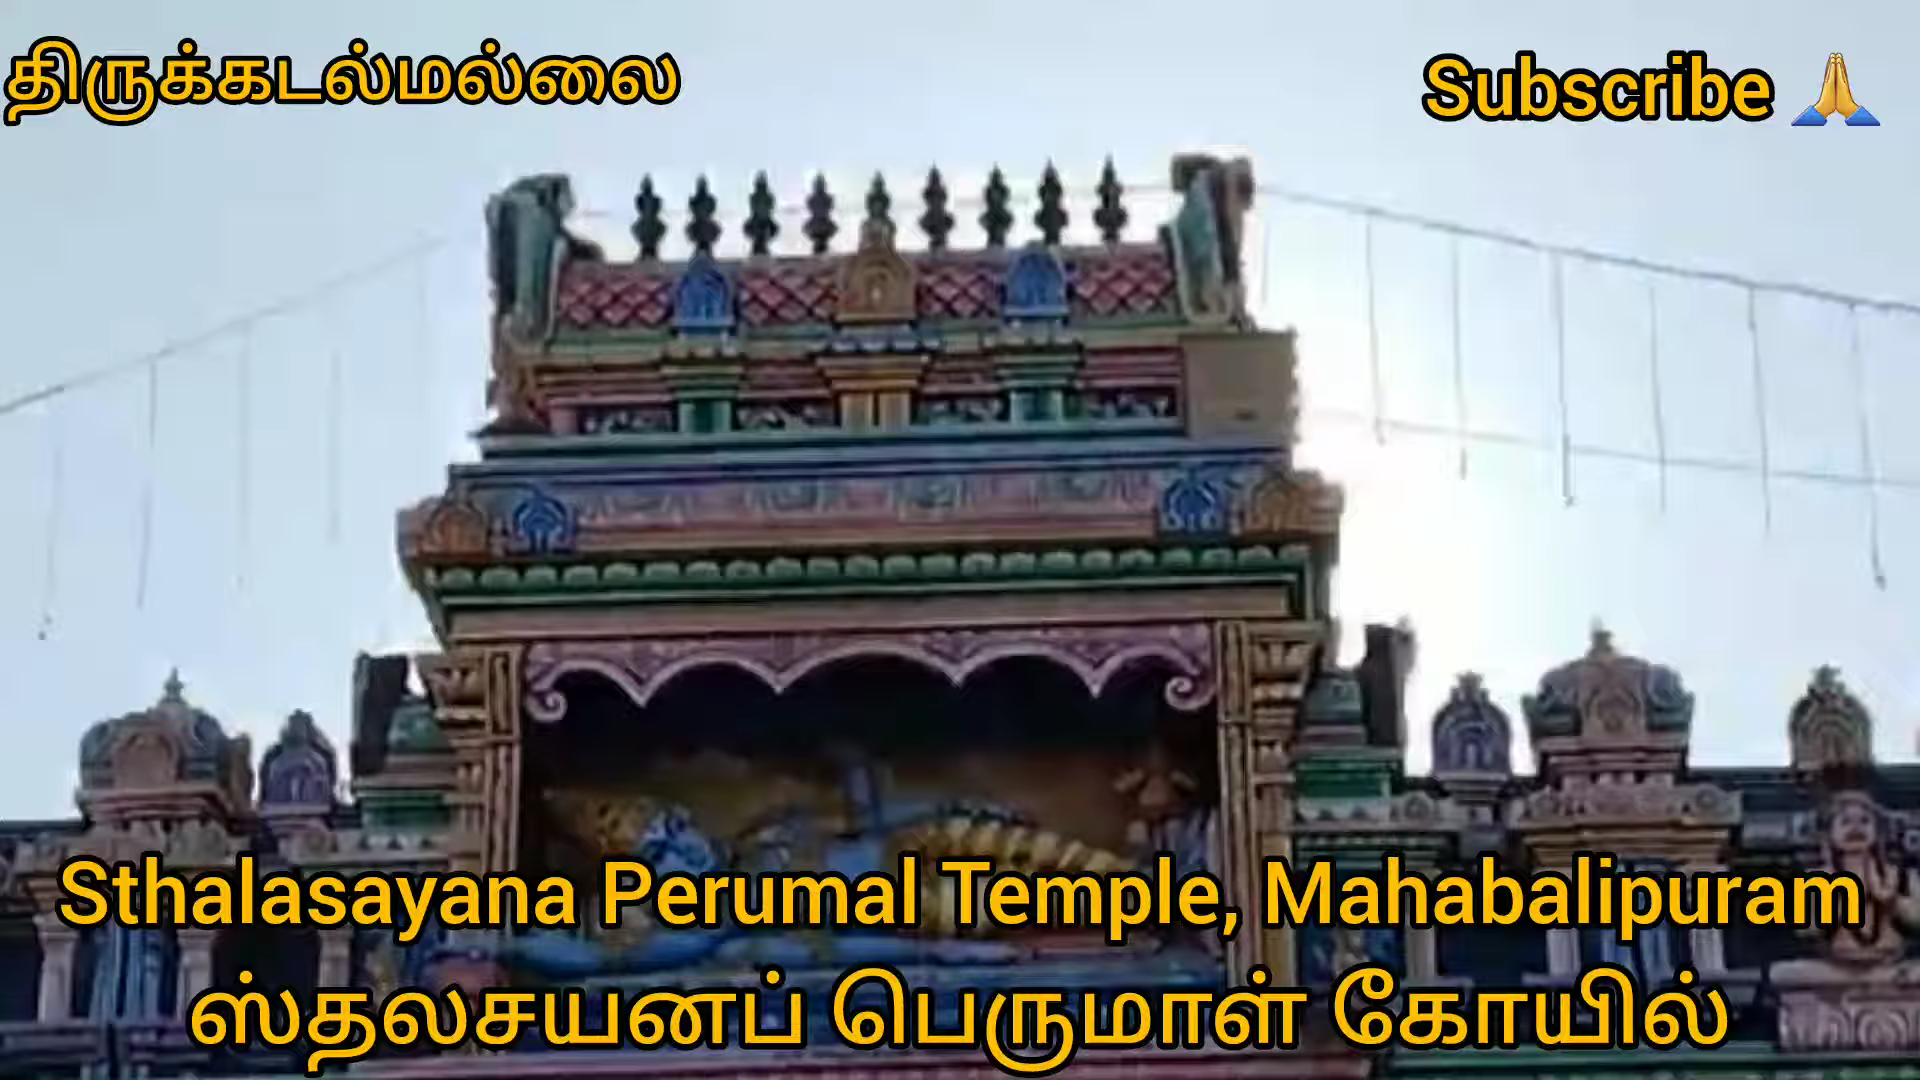 திருக்கடல்மல்லை
Subscribe 🙏
Sthalasayana Perumal Temple, Mahabalipuram
ஸ்தலசயனப் பெருமாள் கோயில்